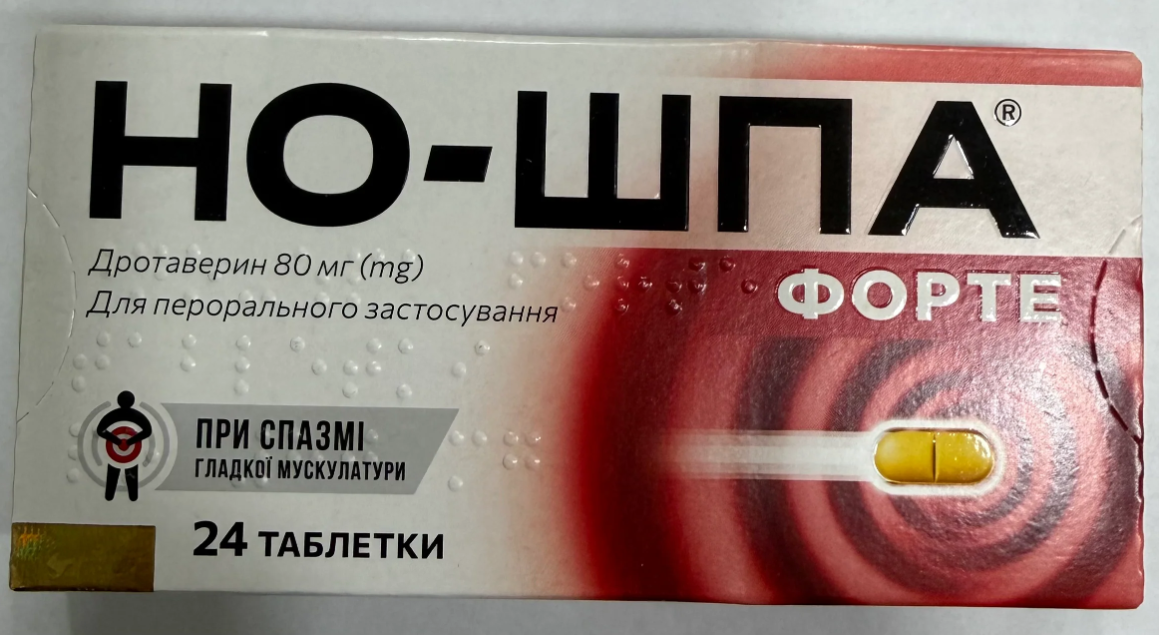 НО-ШПА®
Дротаверин 80 мг (mg)
Для перорального застосування
ФОРТЕ
ПРИ СПАЗМІ
ГЛАДКОЇ МУСКУЛАТУРИ
24 ТАБЛЕТКИ